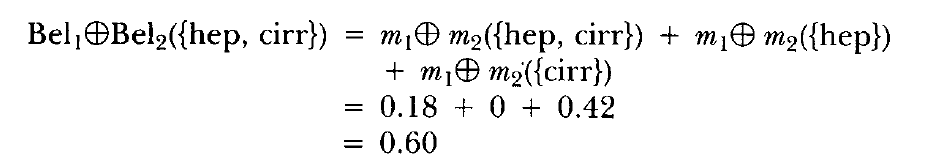 Bel₁⊕Bel₂({hep, cirr}) = m₁⊕ m₂({hep, cirr}) + m₁⊕ m₂({hep})
+ m₁⊕ m₂({cirr})
= 0.18 + 0 + 0.42
= 0.60